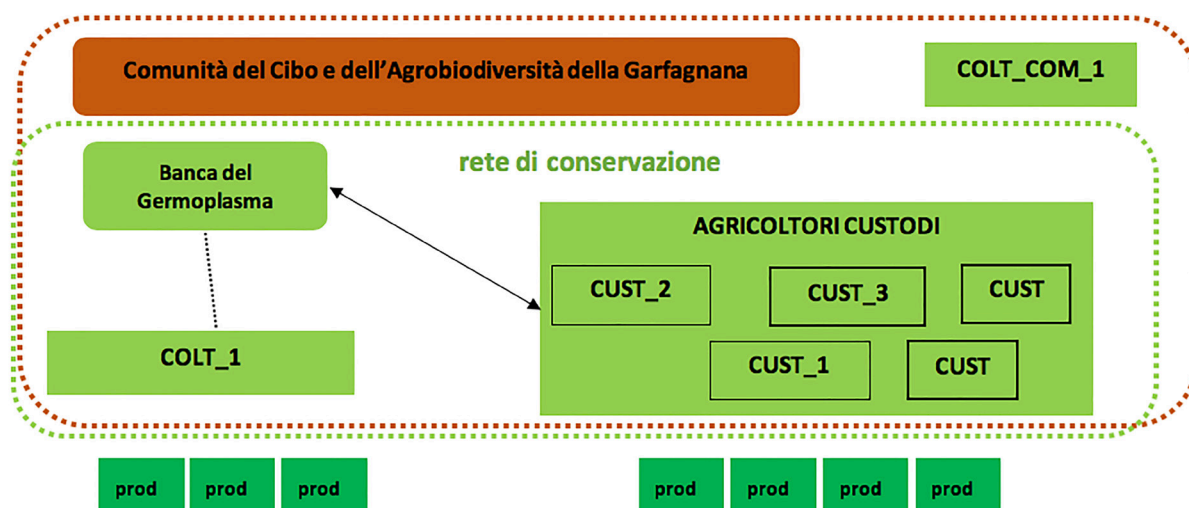 Comunità del Cibo e dell'Agrobiodiversità della Garfagnana
COLT_COM_1
rete di conservazione
Banca del
Germoplasma
AGRICOLTORI CUSTODI
CUST_2
CUST_3
CUST
COLT_1
CUST_1
CUST
prod
prod
prod
prod
prod
prod
prod